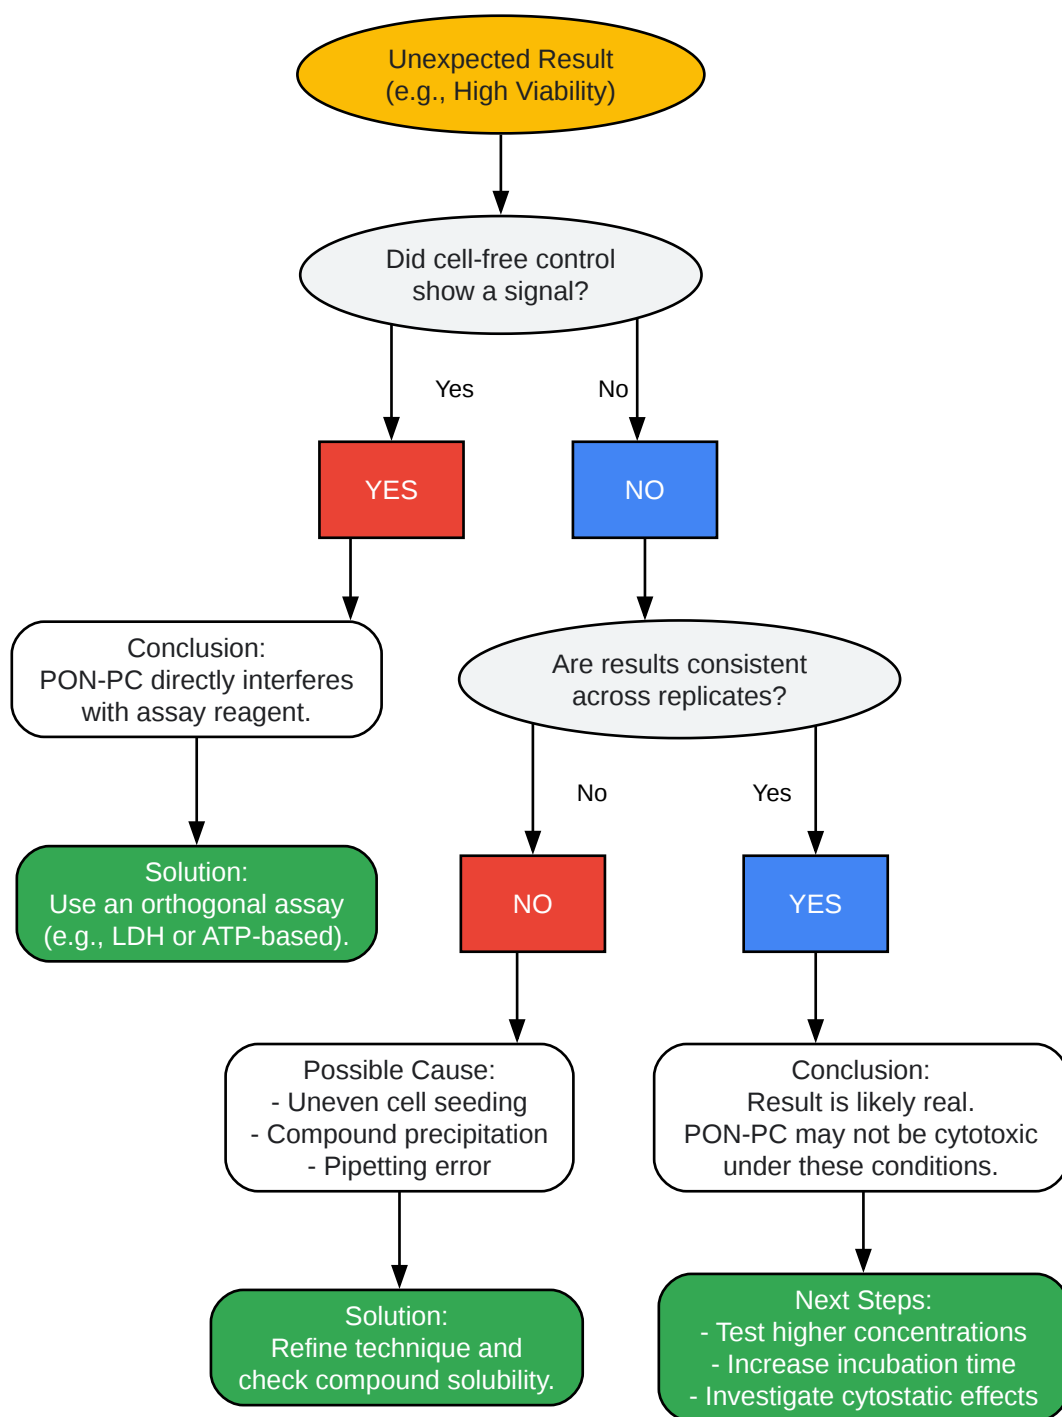 Unexpected Result
(e.g., High Viability)
Did cell-free control
show a signal?
Yes
No
YES
NO
Conclusion:
PON-PC directly interferes
with assay reagent.
Are results consistent
across replicates?
No
Yes
Solution:
Use an orthogonal assay
(e.g., LDH or ATP-based).
NO
YES
Possible Cause:
- Uneven cell seeding
- Compound precipitation
- Pipetting error
Conclusion:
Result is likely real.
PON-PC may not be cytotoxic
under these conditions.
Solution:
Refine technique and
check compound solubility.
Next Steps:
- Test higher concentrations
- Increase incubation time
- Investigate cytostatic effects